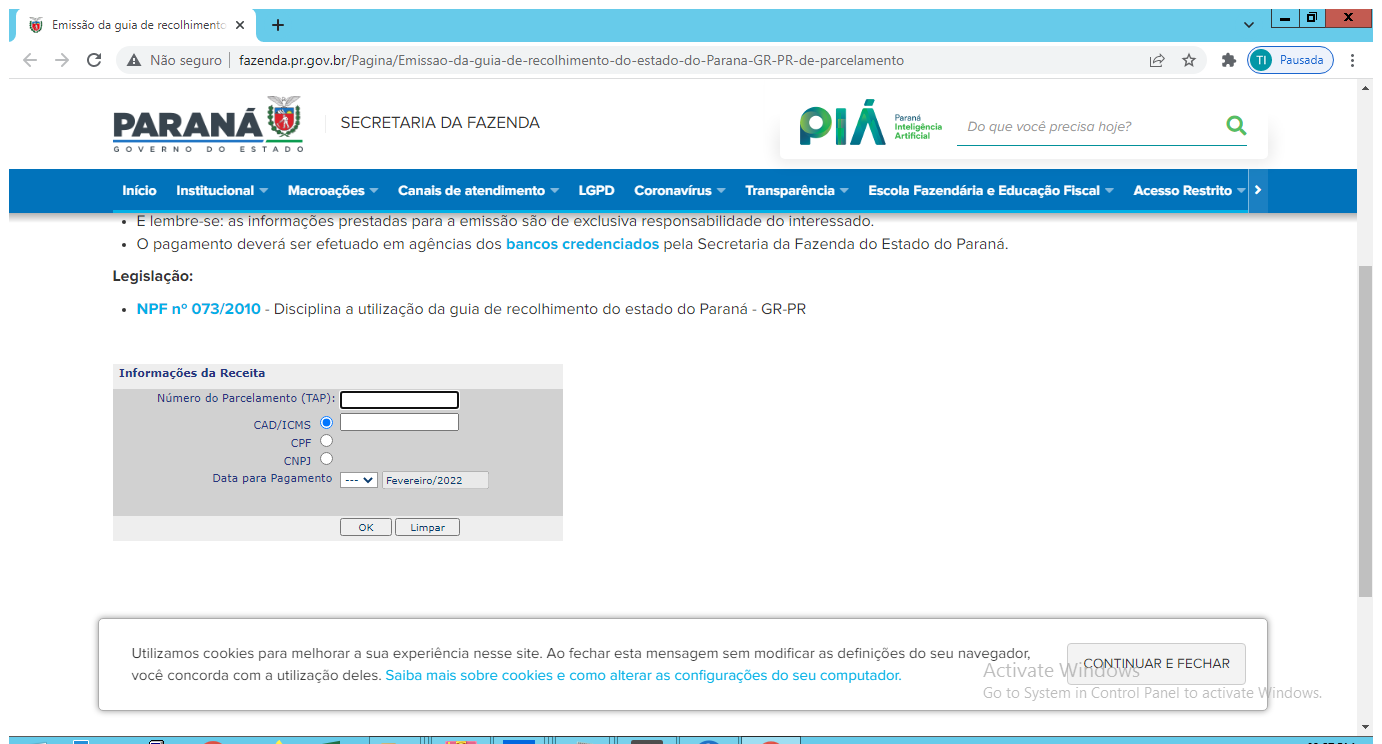 Emissão da guia de recolhimento
Não seguro
fazenda.pr.gov.br/Pagina/Emissao-da-guia-de-recolhimento-do-estado-do-Parana-GR-PR-de-parcelamento
TI
Pausada
PARANÁ
GOVERNO DO ESTADO
SECRETARIA DA FAZENDA
PIÁ
Paraná
Inteligência
Artificial
Do que você precisa hoje?
Início Institucional Macroações Canais de atendimento LGPD Coronavírus Transparência Escola Fazendária e Educação Fiscal Acesso Restrito
• E lembre-se: as informações prestadas para a emissão são de exclusiva responsabilidade do interessado.
• O pagamento deverá ser efetuado em agências dos bancos credenciados pela Secretaria da Fazenda do Estado do Paraná.
Legislação:
• NPF nº 073/2010 - Disciplina a utilização da guia de recolhimento do estado do Paraná - GR-PR
Informações da Receita
Número do Parcelamento (TAP):
CAD/ICMS
CPF
CNPJ
Data para Pagamento --- Fevereiro/2022
OK Limpar
Utilizamos cookies para melhorar a sua experiência nesse site. Ao fechar esta mensagem sem modificar as definições do seu navegador,
você concorda com a utilização deles. Saiba mais sobre cookies e como alterar as configurações do seu computador.
CONTINUAR E FECHAR
Activate Windows
Go to System in Control Panel to activate Windows.